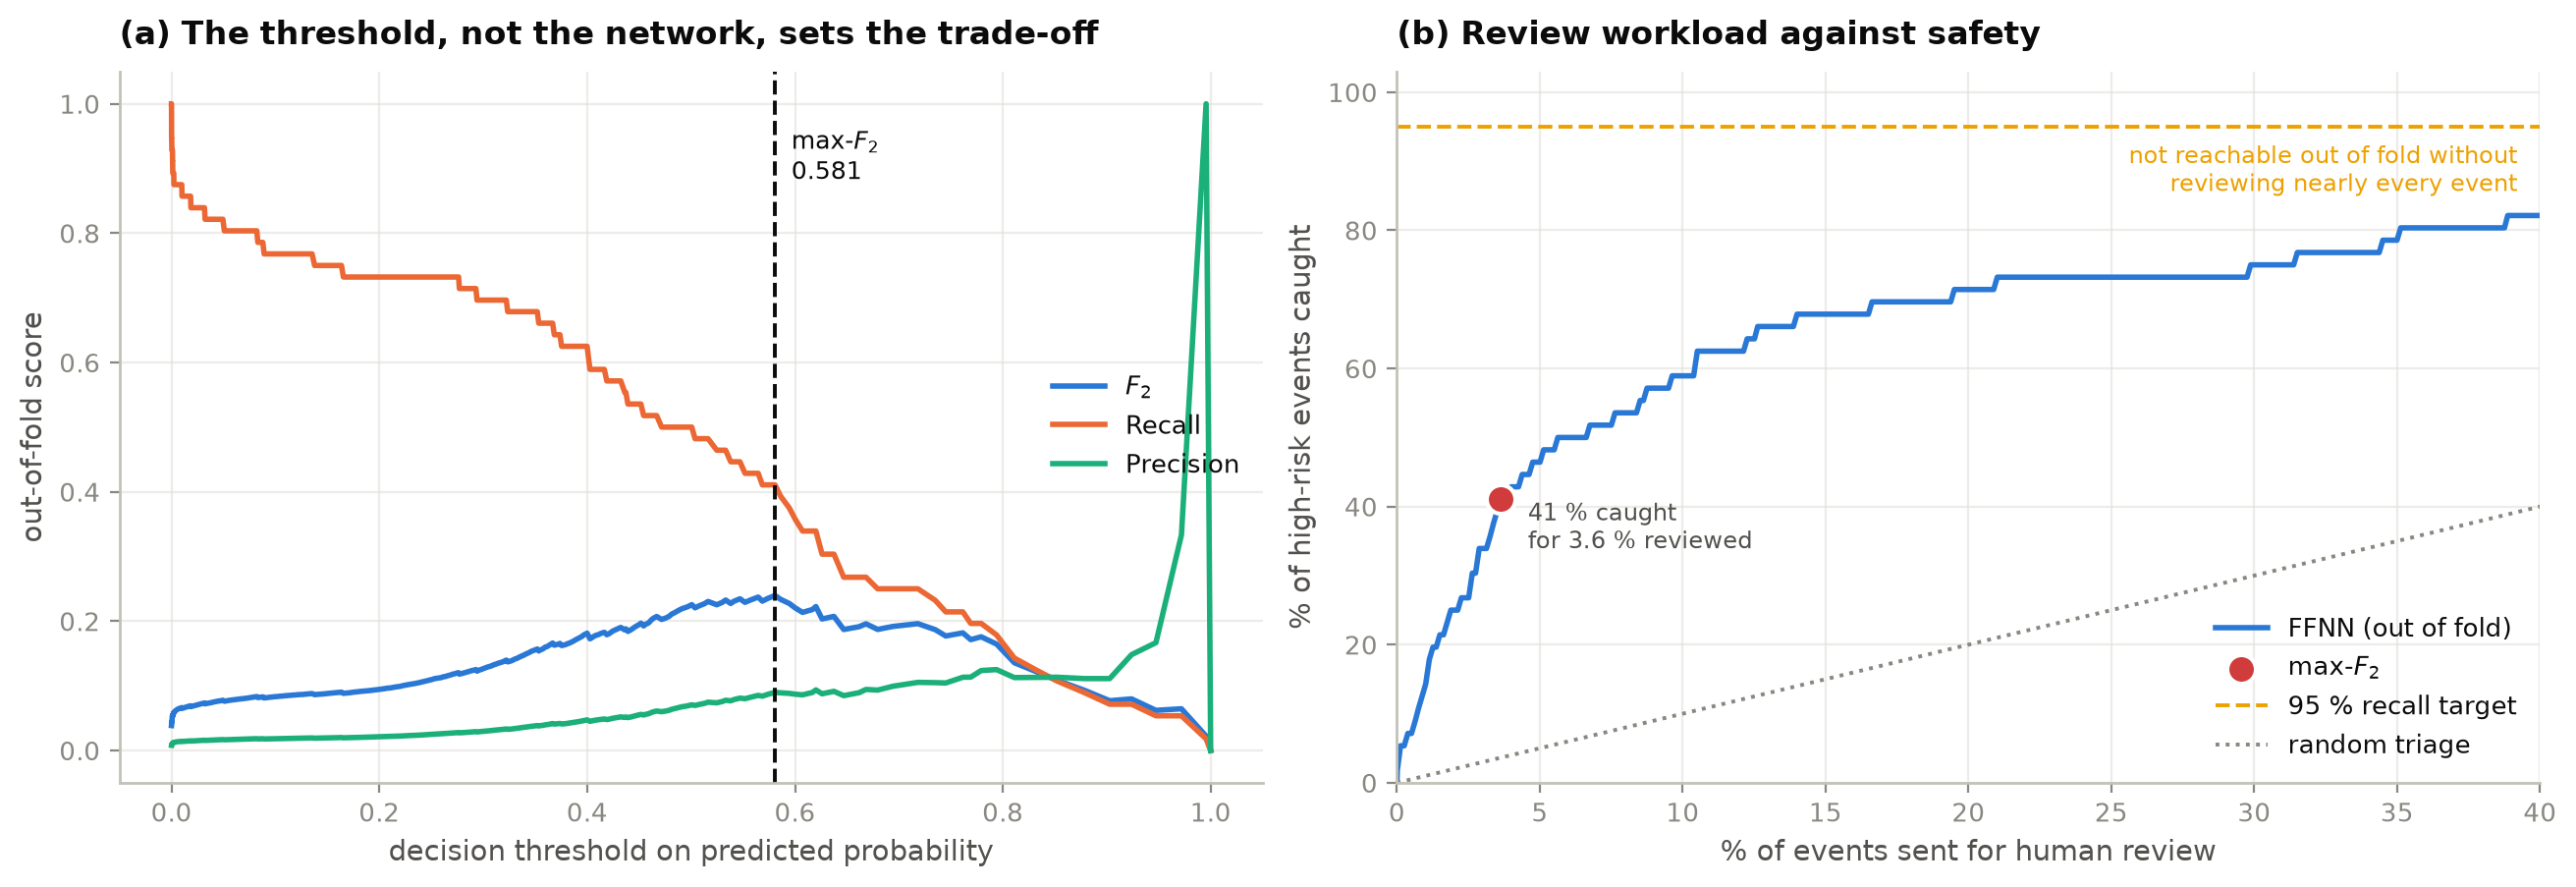 (a) The threshold, not the network, sets the trade-off
out-of-fold score
1.0
0.8
0.6
0.4
0.2
0.0
max-F₂
0.581
F₂
Recall
Precision
0.0 0.2 0.4 0.6 0.8 1.0
decision threshold on predicted probability
(b) Review workload against safety
% of high-risk events caught
100
80
60
40
20
0
not reachable out of fold without
reviewing nearly every event
41 % caught
for 3.6 % reviewed
FFNN (out of fold)
max-F₂
95 % recall target
random triage
0 5 10 15 20 25 30 35 40
% of events sent for human review